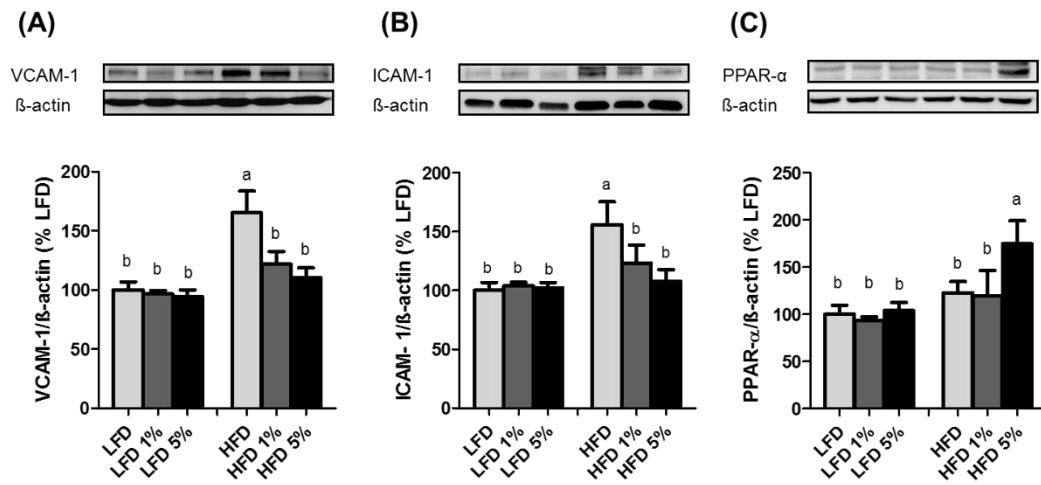 (A)
VCAM-1
ß-actin
VCAM-1/ß-actin (% LFD)
200
150
100
50
0
b
b
b
a
b
b
LFD
LFD 1%
LFD 5%
HFD
HFD 1%
HFD 5%
(B)
ICAM-1
ß-actin
ICAM- 1/ß-actin (% LFD)
200
150
100
50
0
b
b
b
a
b
b
LFD
LFD 1%
LFD 5%
HFD
HFD 1%
HFD 5%
(C)
PPAR-α
ß-actin
PPAR-α/ß-actin (% LFD)
250
200
150
100
50
0
b
b
b
b
b
a
LFD
LFD 1%
LFD 5%
HFD
HFD 1%
HFD 5%